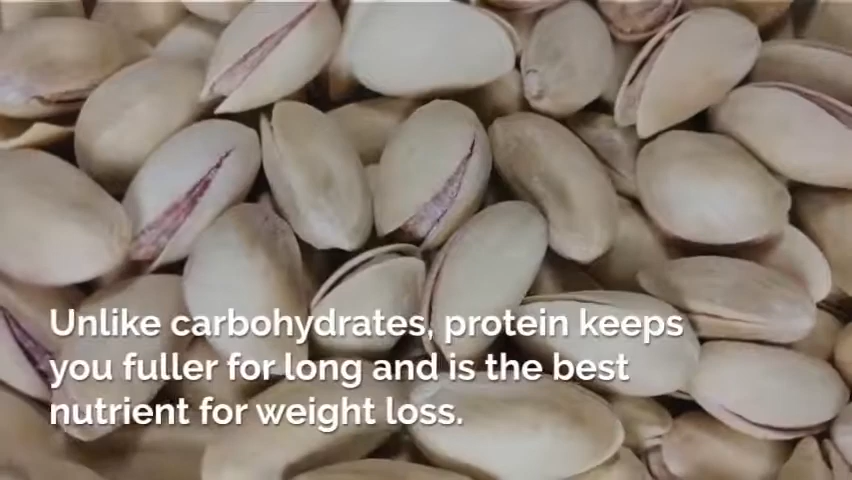 Unlike carbohydrates, protein keeps
you fuller for long and is the best
nutrient for weight loss.